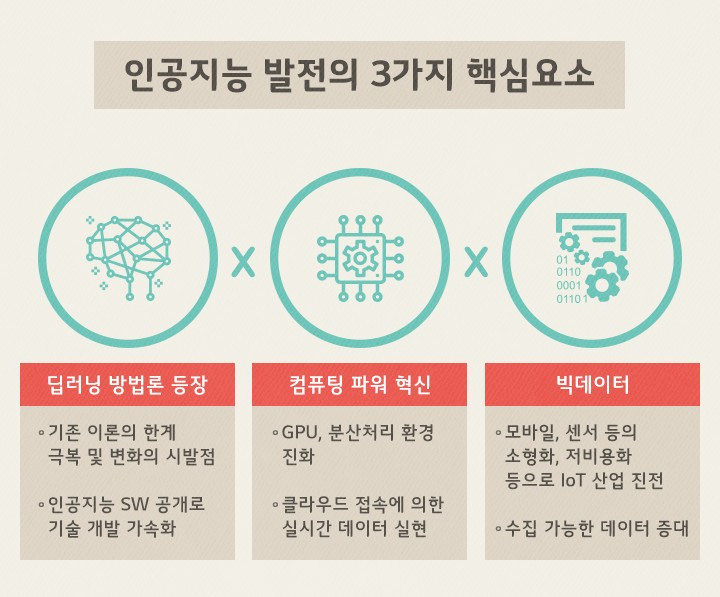 인공지능 발전의 3가지 핵심요소
x
x
01
0110
0001
01101
딥러닝 방법론 등장
◦기존 이론의 한계
극복 및 변화의 시발점
◦인공지능 SW 공개로
기술 개발 가속화
컴퓨팅 파워 혁신
◦GPU, 분산처리 환경
진화
◦클라우드 접속에 의한
실시간 데이터 실현
빅데이터
◦모바일, 센서 등의
소형화, 저비용화
등으로 IoT 산업 진전
◦수집 가능한 데이터 증대